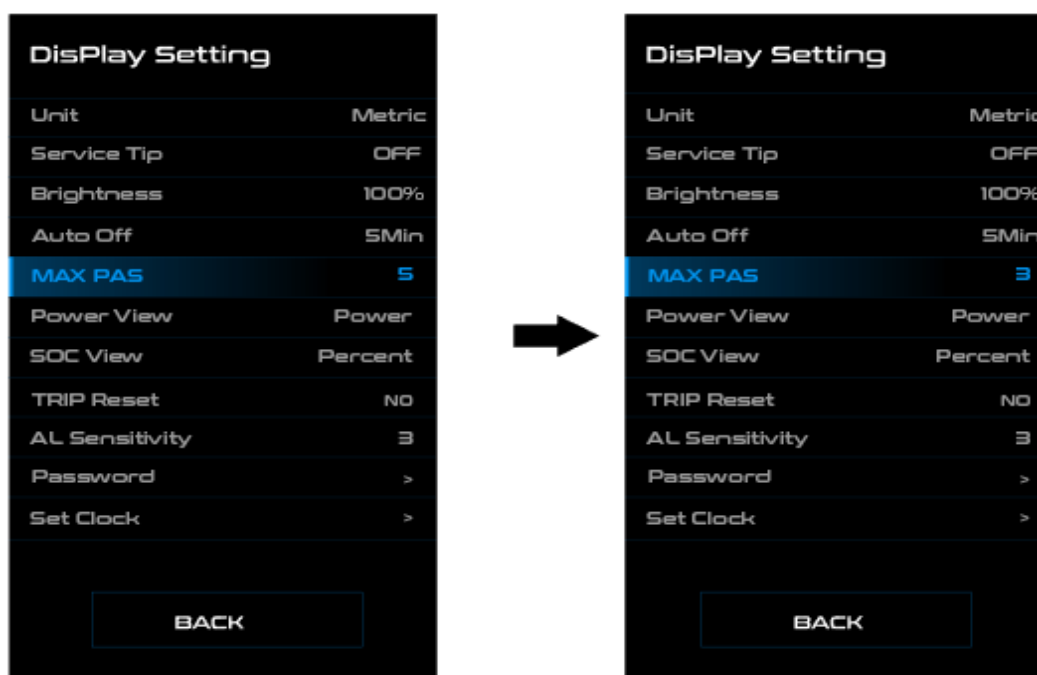 DisPlay Setting
Unit Metric
Service Tip OFF
Brightness 100%
Auto Off 5Min
MAX PAS 5
Power View Power
SOC View Percent
TRIP Reset NO
AL Sensitivity 3
Password >
Set Clock >
BACK
DisPlay Setting
Unit Metric
Service Tip OFF
Brightness 100%
Auto Off 5Min
MAX PAS 3
Power View Power
SOC View Percent
TRIP Reset NO
AL Sensitivity 3
Password >
Set Clock >
BACK